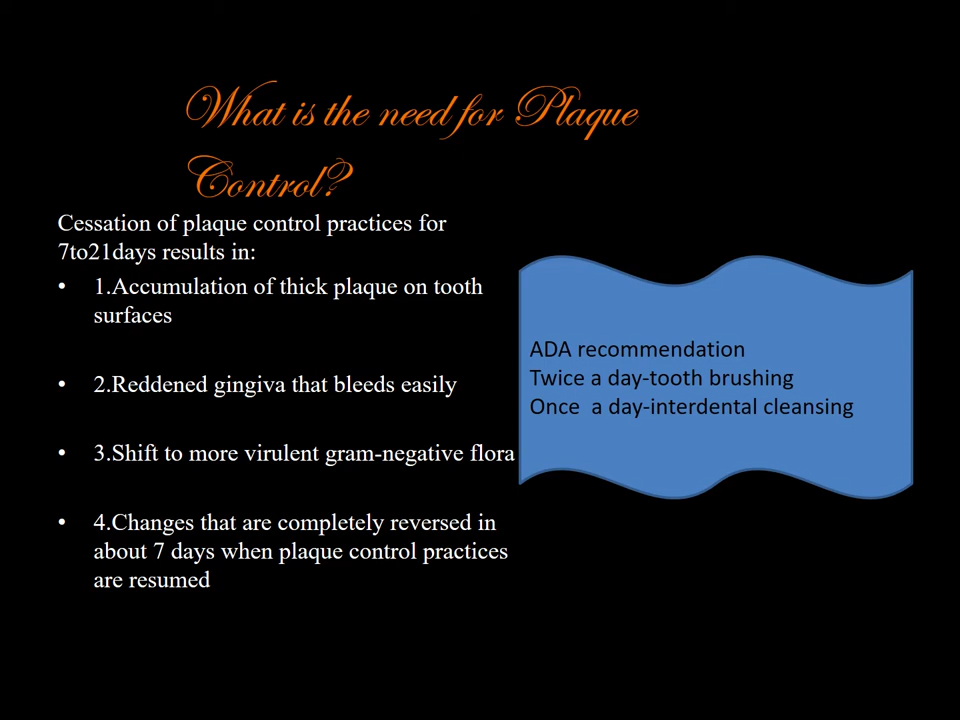 What is the need for Plaque
Control?
Cessation of plaque control practices for
7to21days results in:
• 1.Accumulation of thick plaque on tooth
surfaces
• 2.Reddened gingiva that bleeds easily
• 3.Shift to more virulent gram-negative flora
• 4.Changes that are completely reversed in
about 7 days when plaque control practices
are resumed
ADA recommendation
Twice a day-tooth brushing
Once  a day-interdental cleansing